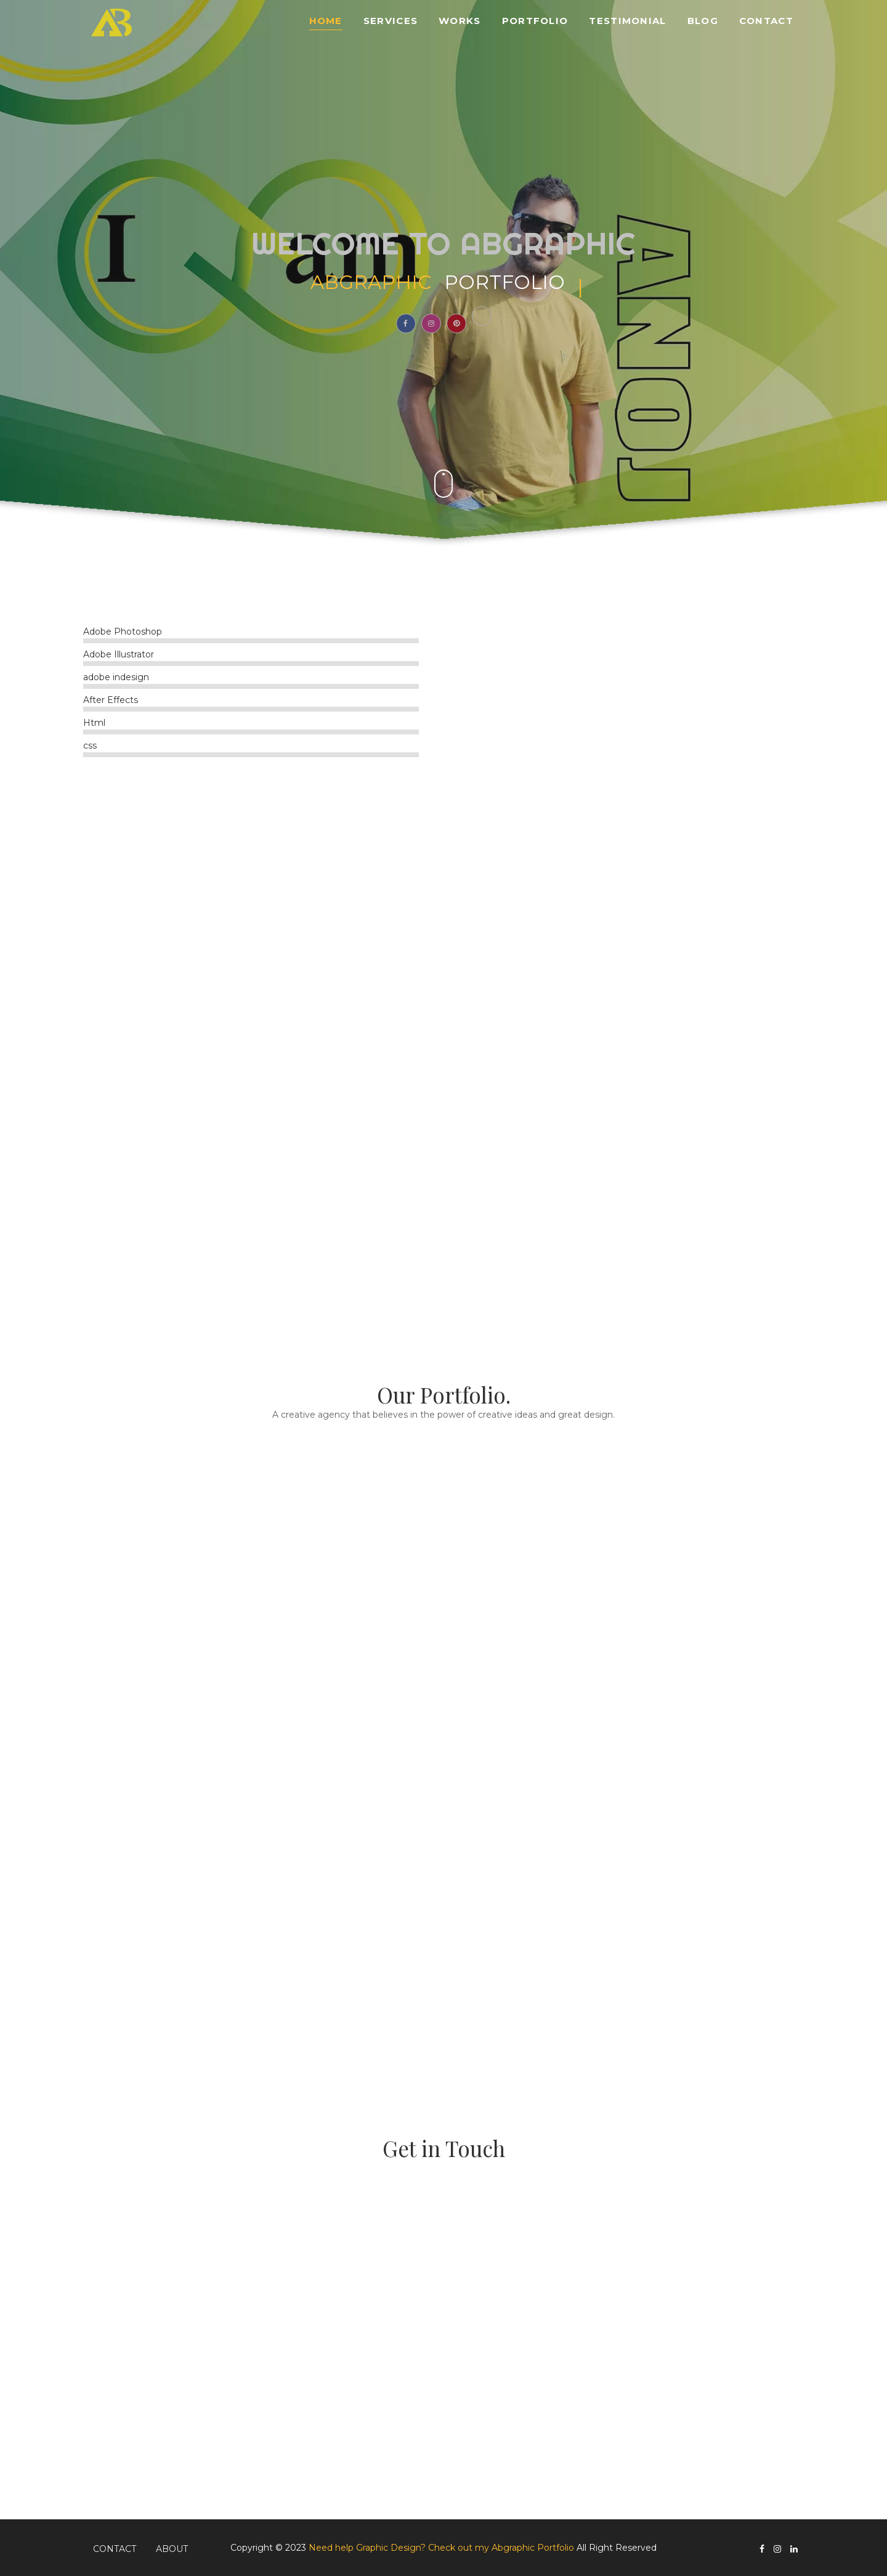 AB
HOME SERVICES WORKS PORTFOLIO TESTIMONIAL BLOG CONTACT
I am
ANOJ
WELCOME TO ABGRAPHIC
ABGRAPHIC PORTFOLIO
Adobe Photoshop
Adobe Illustrator
adobe indesign
After Effects
Html
css
Our Portfolio.
A creative agency that believes in the power of creative ideas and great design.
Get in Touch
CONTACT ABOUT Copyright © 2023 Need help Graphic Design? Check out my Abgraphic Portfolio All Right Reserved